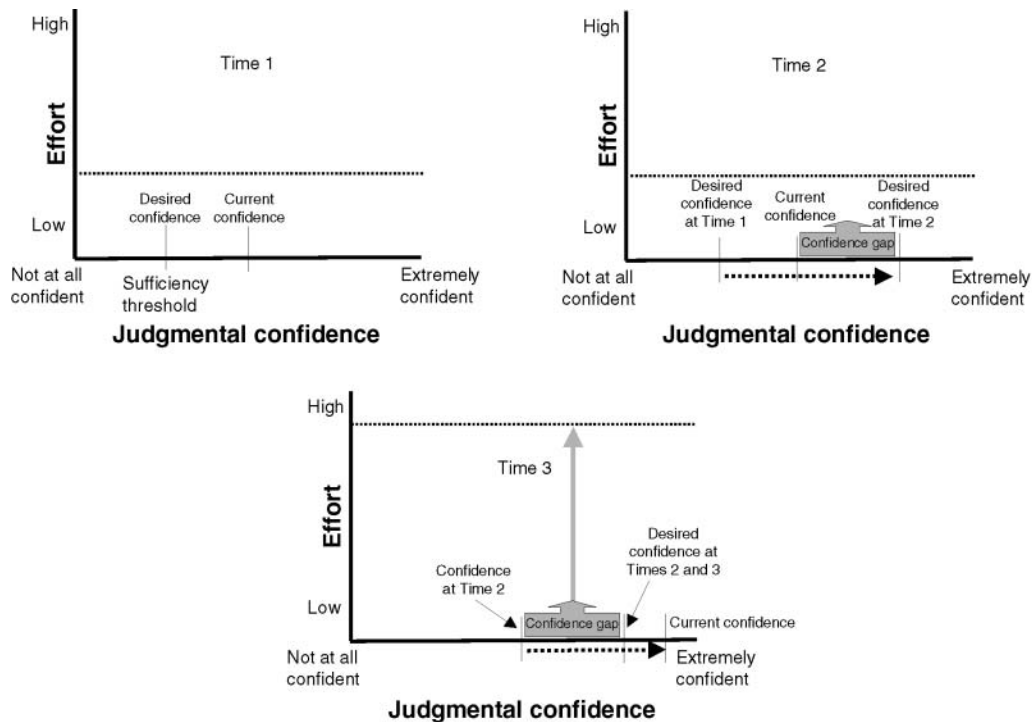 High
Time 1
Effort
Desired
confidence
Current
confidence
Low
Not at all
confident
Sufficiency
threshold
Extremely
confident
Judgmental confidence
High
Time 2
Effort
Desired
confidence
at Time 1
Current
confidence
Desired
confidence
at Time 2
Low
Confidence gap
Not at all
confident
Extremely
confident
Judgmental confidence
High
Time 3
Effort
Confidence
at Time 2
Desired
confidence at
Times 2 and 3
Low
Confidence gap
Current confidence
Not at all
confident
Extremely
confident
Judgmental confidence